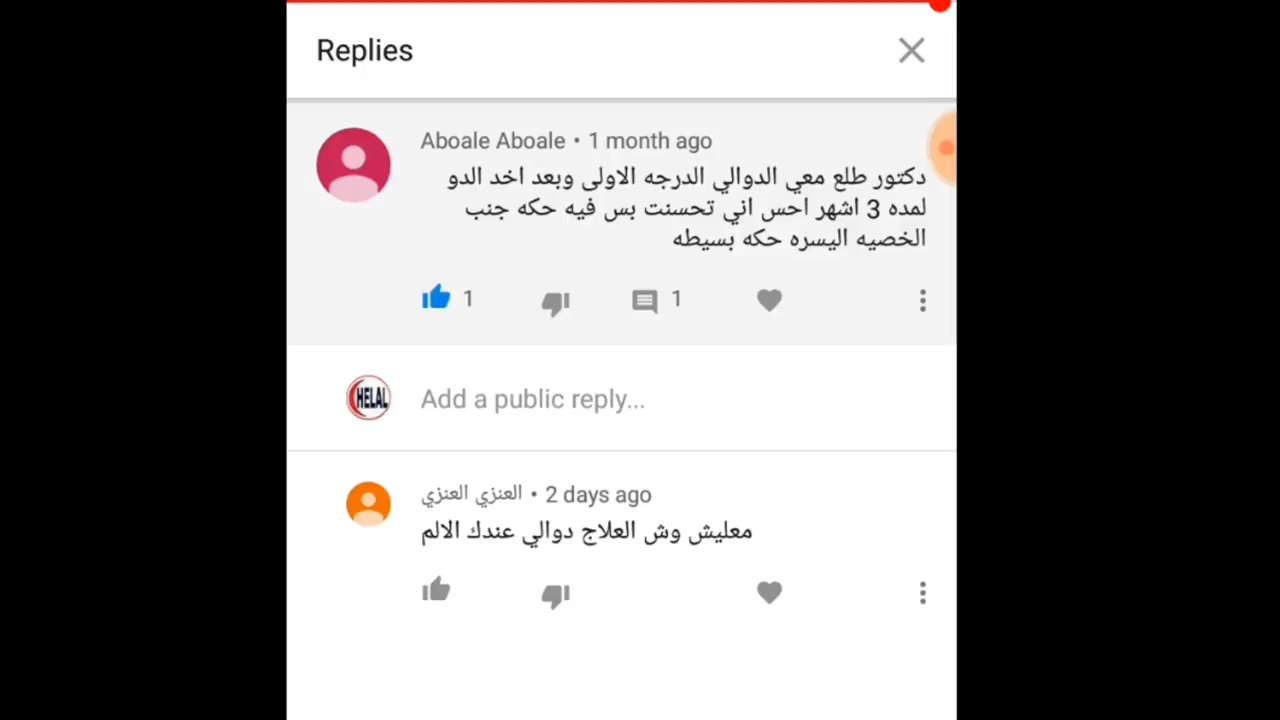 Replies
Aboale Aboale • 1 month ago
دكتور طلع معي الدوالي الدرجه الاولى وبعد اخد الدو
لمده 3 اشهر احس اني تحسنت بس فيه حكه جنب
الخصيه اليسره حكه بسيطه
1 1
HELAL
Add a public reply...
العنزي العنزي • 2 days ago
معليش وش العلاج دوالي عندك الالم